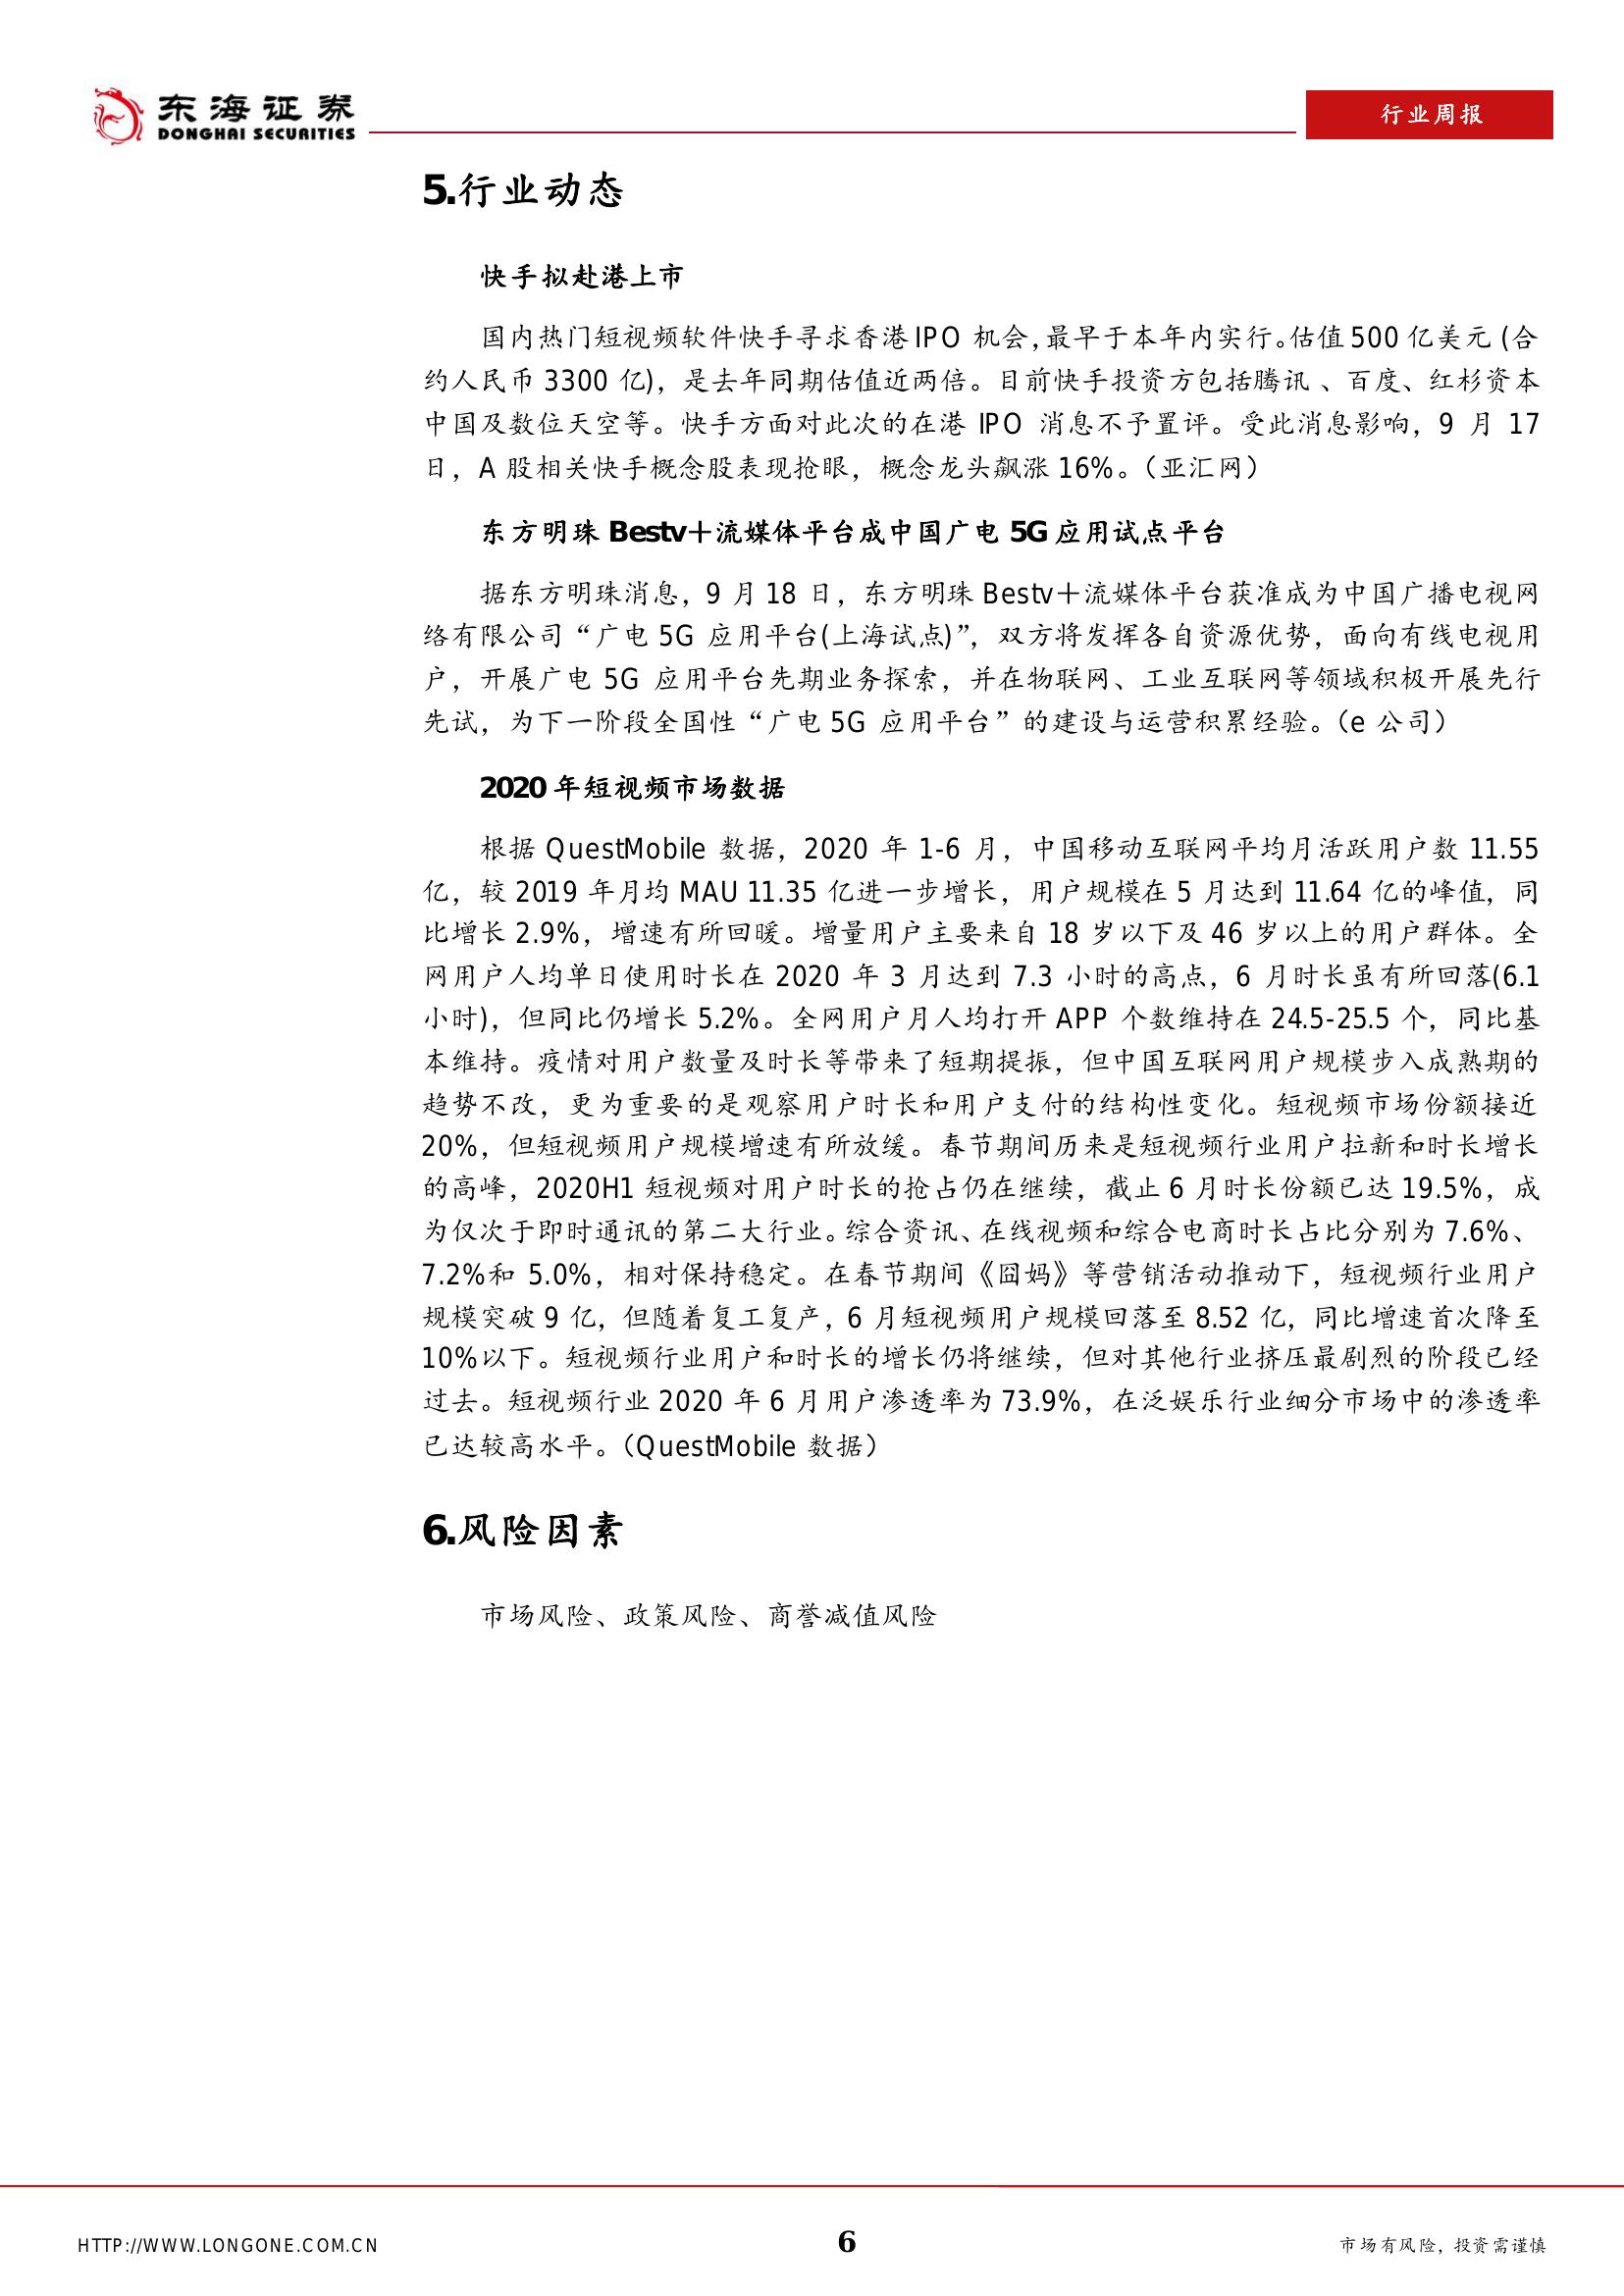 东海证券
DONGHAI SECURITIES
行业周报
5.行业动态
快手拟赴港上市
国内热门短视频软件快手寻求香港 IPO 机会，最早于本年内实行。估值 500 亿美元 (合
约人民币 3300 亿)，是去年同期估值近两倍。目前快手投资方包括腾讯 、百度、红杉资本
中国及数位天空等。快手方面对此次的在港 IPO 消息不予置评。受此消息影响，9 月 17
日，A 股相关快手概念股表现抢眼，概念龙头飙涨 16%。（亚汇网）
东方明珠 Bestv＋流媒体平台成中国广电 5G 应用试点平台
据东方明珠消息，9 月 18 日，东方明珠 Bestv＋流媒体平台获准成为中国广播电视网
络有限公司“广电 5G 应用平台(上海试点)”，双方将发挥各自资源优势，面向有线电视用
户，开展广电 5G 应用平台先期业务探索，并在物联网、工业互联网等领域积极开展先行
先试，为下一阶段全国性“广电 5G 应用平台”的建设与运营积累经验。（e 公司）
2020 年短视频市场数据
根据 QuestMobile 数据，2020 年 1-6 月，中国移动互联网平均月活跃用户数 11.55
亿，较 2019 年月均 MAU 11.35 亿进一步增长，用户规模在 5 月达到 11.64 亿的峰值，同
比增长 2.9%，增速有所回暖。增量用户主要来自 18 岁以下及 46 岁以上的用户群体。全
网用户人均单日使用时长在 2020 年 3 月达到 7.3 小时的高点，6 月时长虽有所回落(6.1
小时)，但同比仍增长 5.2%。全网用户月人均打开 APP 个数维持在 24.5-25.5 个，同比基
本维持。疫情对用户数量及时长等带来了短期提振，但中国互联网用户规模步入成熟期的
趋势不改，更为重要的是观察用户时长和用户支付的结构性变化。短视频市场份额接近
20%，但短视频用户规模增速有所放缓。春节期间历来是短视频行业用户拉新和时长增长
的高峰，2020H1 短视频对用户时长的抢占仍在继续，截止 6 月时长份额已达 19.5%，成
为仅次于即时通讯的第二大行业。综合资讯、在线视频和综合电商时长占比分别为 7.6%、
7.2%和 5.0%，相对保持稳定。在春节期间《囧妈》等营销活动推动下，短视频行业用户
规模突破 9 亿，但随着复工复产，6 月短视频用户规模回落至 8.52 亿，同比增速首次降至
10%以下。短视频行业用户和时长的增长仍将继续，但对其他行业挤压最剧烈的阶段已经
过去。短视频行业 2020 年 6 月用户渗透率为 73.9%，在泛娱乐行业细分市场中的渗透率
已达较高水平。（QuestMobile 数据）
6.风险因素
市场风险、政策风险、商誉减值风险
HTTP://WWW.LONGONE.COM.CN
6
市场有风险，投资需谨慎